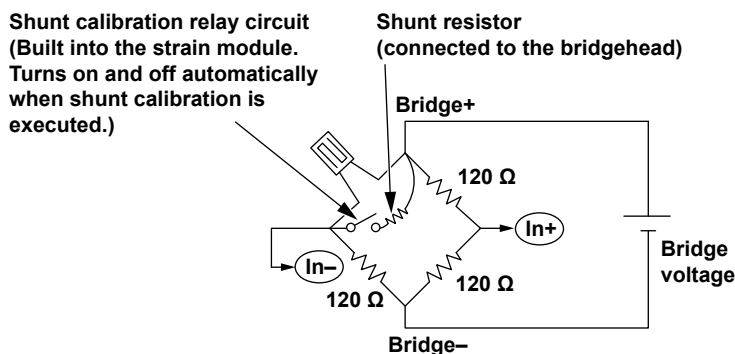 Shunt calibration relay circuit
(Built into the strain module.
Turns on and off automatically
when shunt calibration is
executed.)
Shunt resistor
(connected to the bridgehead)
Bridge+
120 Ω
In+
Bridge
voltage
In–
120 Ω
120 Ω
Bridge–